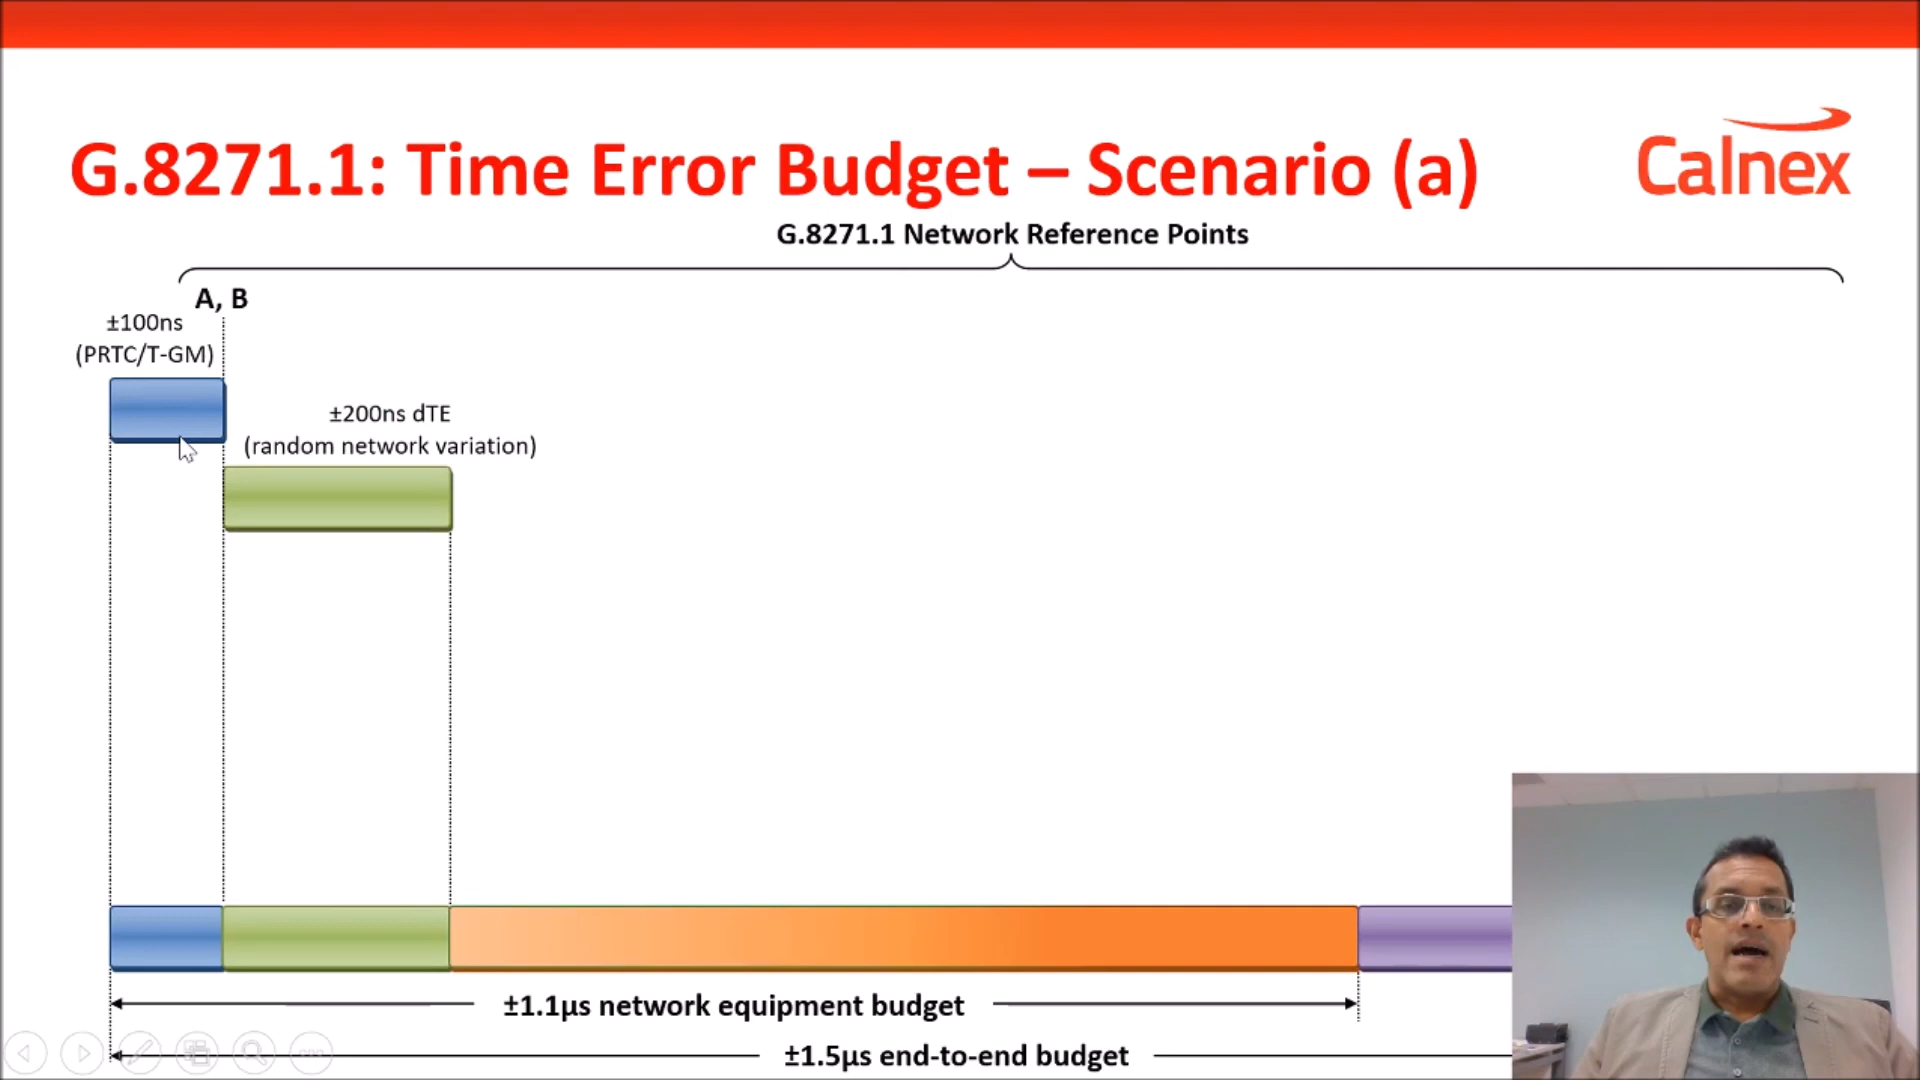 G.8271.1: Time Error Budget – Scenario (a)
Calnex
G.8271.1 Network Reference Points
A, B
±100ns
(PRTC/T-GM)
±200ns dTE
(random network variation)
±1.1µs network equipment budget
±1.5µs end-to-end budget